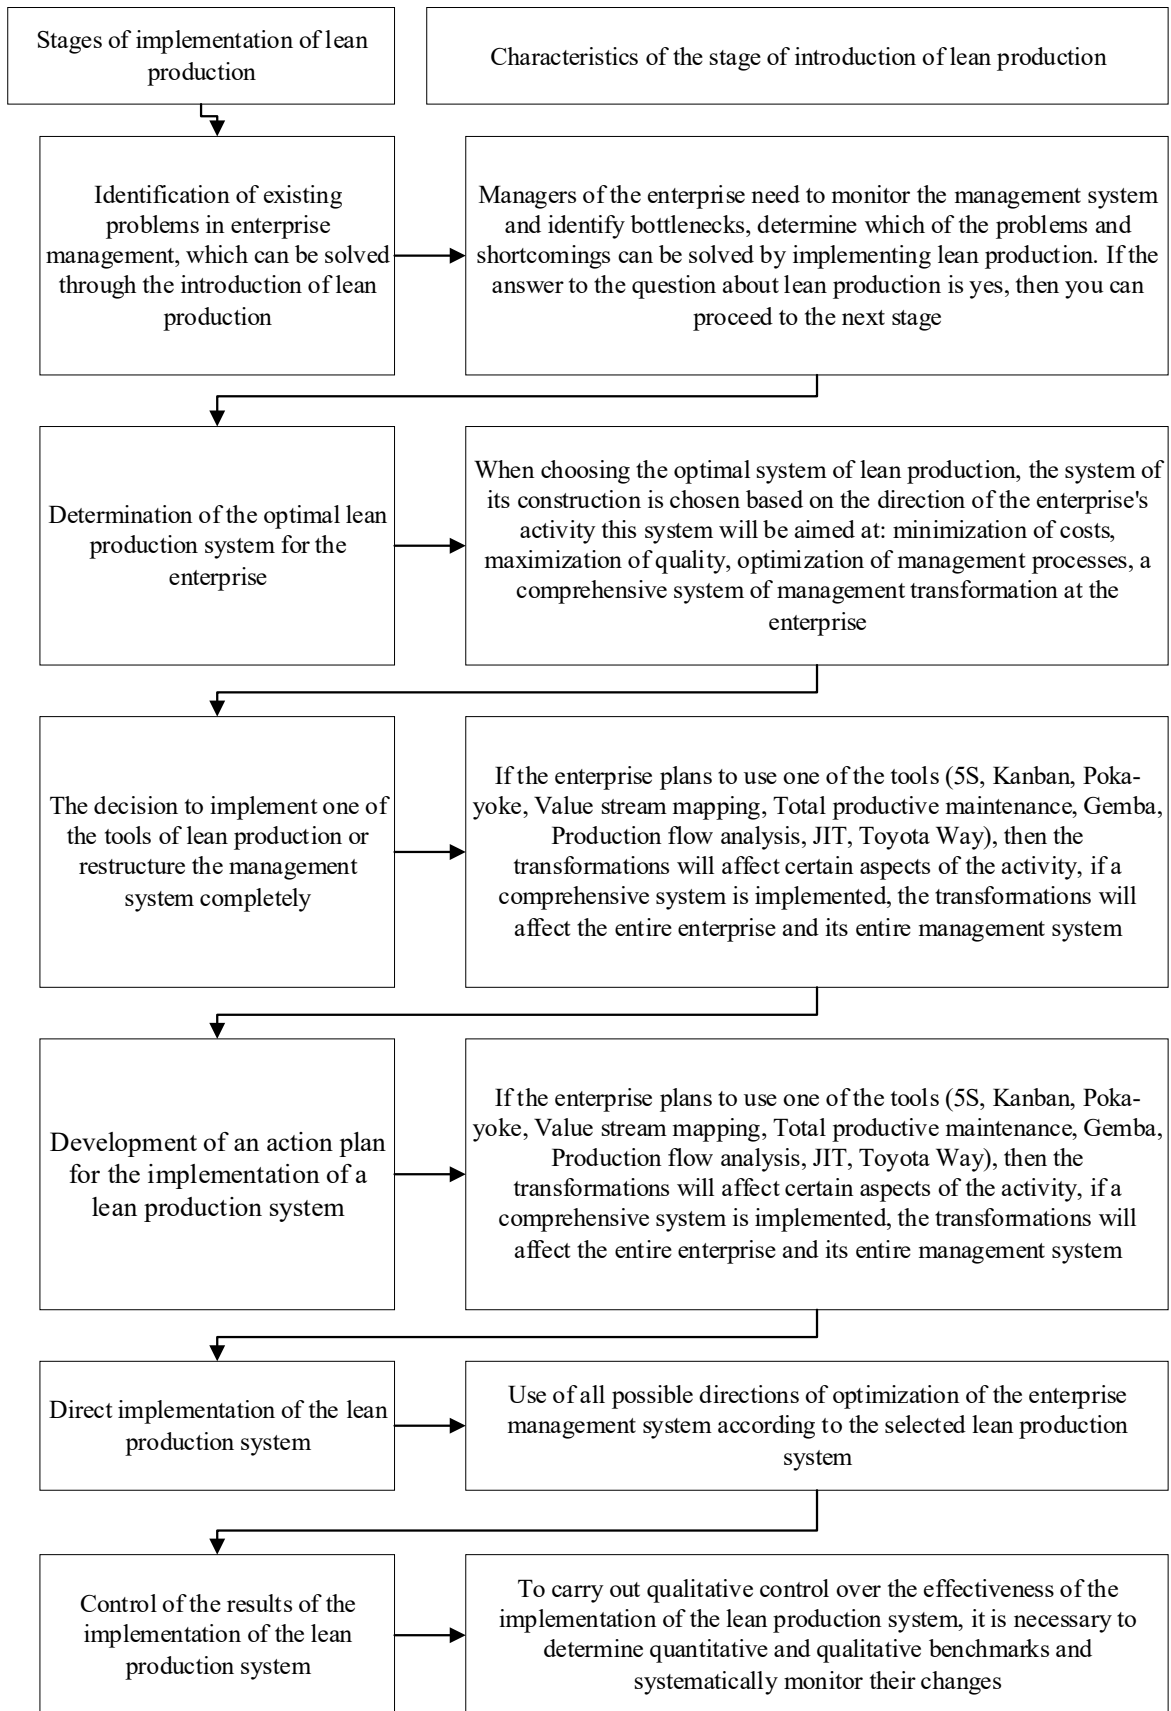 Stages of implementation of lean
production
Characteristics of the stage of introduction of lean production
Identification of existing
problems in enterprise
management, which can be solved
through the introduction of lean
production
Managers of the enterprise need to monitor the management system
and identify bottlenecks, determine which of the problems and
shortcomings can be solved by implementing lean production. If the
answer to the question about lean production is yes, then you can
proceed to the next stage
Determination of the optimal lean
production system for the
enterprise
When choosing the optimal system of lean production, the system of
its construction is chosen based on the direction of the enterprise's
activity this system will be aimed at: minimization of costs,
maximization of quality, optimization of management processes, a
comprehensive system of management transformation at the
enterprise
The decision to implement one of
the tools of lean production or
restructure the management
system completely
If the enterprise plans to use one of the tools (5S, Kanban, Poka-
yoke, Value stream mapping, Total productive maintenance, Gemba,
Production flow analysis, JIT, Toyota Way), then the
transformations will affect certain aspects of the activity, if a
comprehensive system is implemented, the transformations will
affect the entire enterprise and its entire management system
Development of an action plan
for the implementation of a
lean production system
If the enterprise plans to use one of the tools (5S, Kanban, Poka-
yoke, Value stream mapping, Total productive maintenance, Gemba,
Production flow analysis, JIT, Toyota Way), then the
transformations will affect certain aspects of the activity, if a
comprehensive system is implemented, the transformations will
affect the entire enterprise and its entire management system
Direct implementation of the lean
production system
Use of all possible directions of optimization of the enterprise
management system according to the selected lean production
system
Control of the results of the
implementation of the lean
production system
To carry out qualitative control over the effectiveness of the
implementation of the lean production system, it is necessary to
determine quantitative and qualitative benchmarks and
systematically monitor their changes